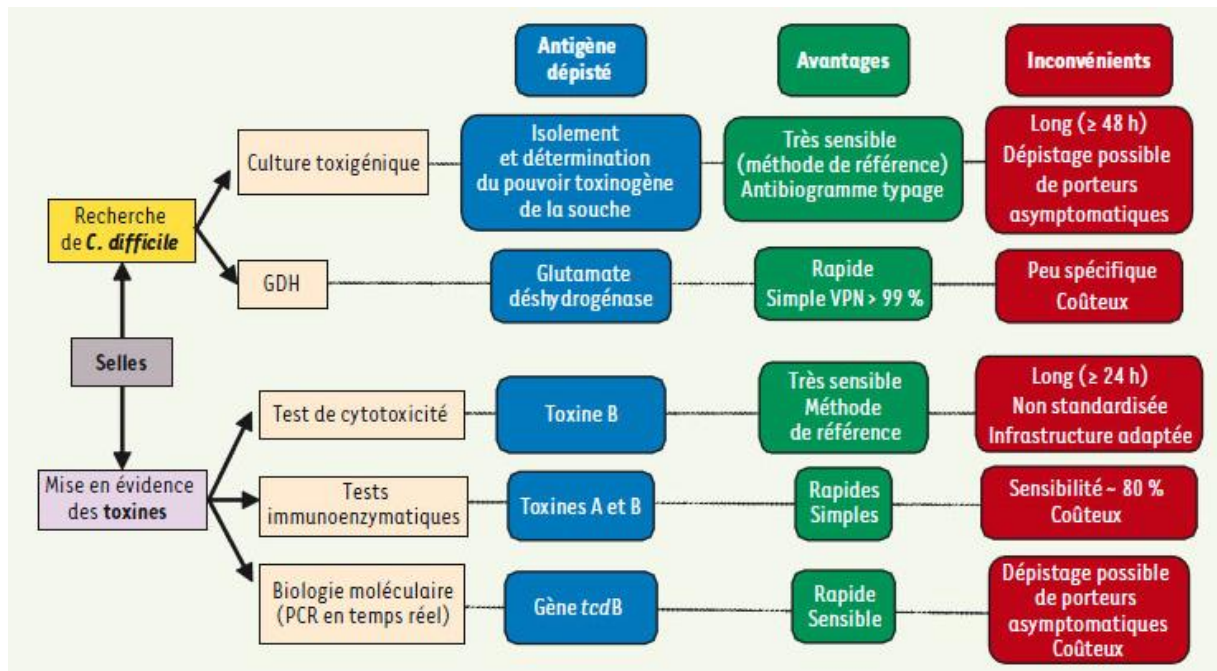 Antigène
dépisté
Avantages
Inconvénients
Recherche
de C. difficile
Culture toxigénique
Isolement
et détermination
du pouvoir toxinogène
de la souche
Très sensible
(méthode de référence)
Antibiogramme typage
Long (≥ 48 h)
Dépistage possible
de porteurs
asymptomatiques
GDH
Glutamate
déshydrogénase
Rapide
Simple VPN > 99 %
Peu spécifique
Coûteux
Selles
Mise en évidence
des toxines
Test de cytotoxicité
Toxine B
Très sensible
Méthode
de référence
Long (≥ 24 h)
Non standardisée
Infrastructure adaptée
Tests
immunoenzymatiques
Toxines A et B
Rapides
Simples
Sensibilité ~ 80 %
Coûteux
Biologie moléculaire
(PCR en temps réel)
Gène tcdB
Rapide
Sensible
Dépistage possible
de porteurs
asymptomatiques
Coûteux